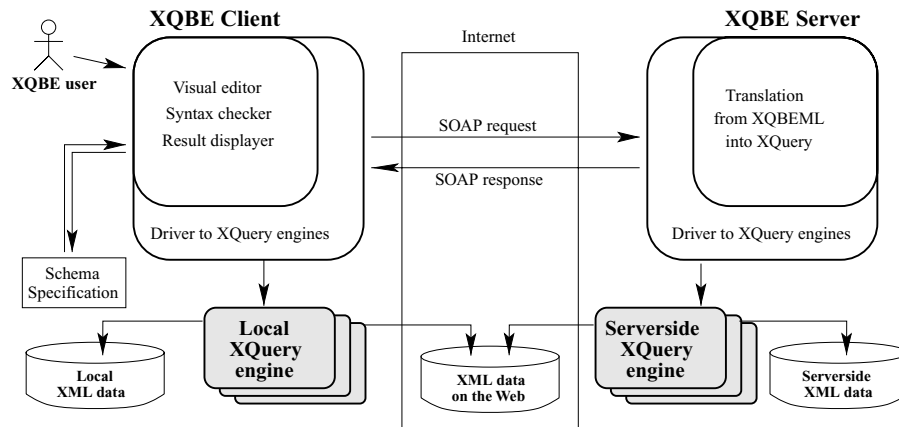 XQBE Client
XQBE Server
Internet
XQBE user
Visual editor
Syntax checker
Result displayer
Translation
from XQBEML
into XQuery
SOAP request
SOAP response
Driver to XQuery engines
Driver to XQuery engines
Schema
Specification
Local
XQuery
engine
Serverside
XQuery
engine
Local
XML data
XML data
on the Web
Serverside
XML data